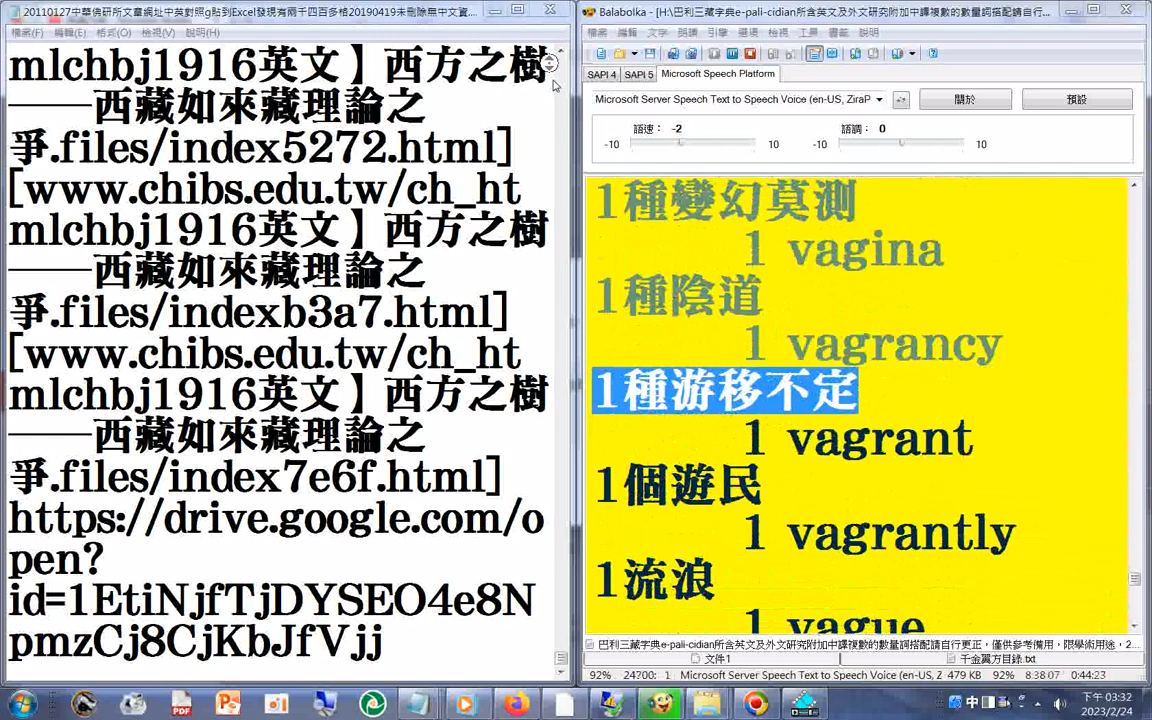 20110127中華佛研所文章網址中英對照g貼到Excel發現有兩千四百多格20190419未刪除無中文資...
檔案(F) 編輯(E) 格式(O) 檢視(V) 說明(H)
mlchbj1916英文】西方之樹
——西藏如來藏理論之
爭.files/index5272.html]
[www.chibs.edu.tw/ch_ht
mlchbj1916英文】西方之樹
——西藏如來藏理論之
爭.files/indexb3a7.html]
[www.chibs.edu.tw/ch_ht
mlchbj1916英文】西方之樹
——西藏如來藏理論之
爭.files/index7e6f.html]
https://drive.google.com/o
pen?
id=1EtiNjfTjDYSEO4e8N
pmzCj8CjKbJfVjj
Balabolka - [H:\巴利三藏字典e-pali-cidian所含英文及外文研究附加中譯複數的數量詞搭配請自行...
檔案 編輯 文字 朗讀 引擎 選項 檢視 工具 書籤 說明
SAPI 4 SAPI 5 Microsoft Speech Platform
Microsoft Server Speech Text to Speech Voice (en-US, ZiraP 關於 預設
語速： -2 語調： 0
-10 10 -10 10
1種變幻莫測
1 vagina
1種陰道
1 vagrancy
1種游移不定
1 vagrant
1個遊民
1 vagrantly
1流浪
1 vague
巴利三藏字典e-pali-cidian所含英文及外文研究附加中譯複數的數量詞搭配請自行更正，僅供參考備用，限學術用途，2...
文件1 千金翼方目錄.txt
92% 24700: 1 Microsoft Server Speech Text to Speech Voice (en-US, Zi 479 KB 92% 8:38:07 0:44:23
中
下午 03:32
2023/2/24